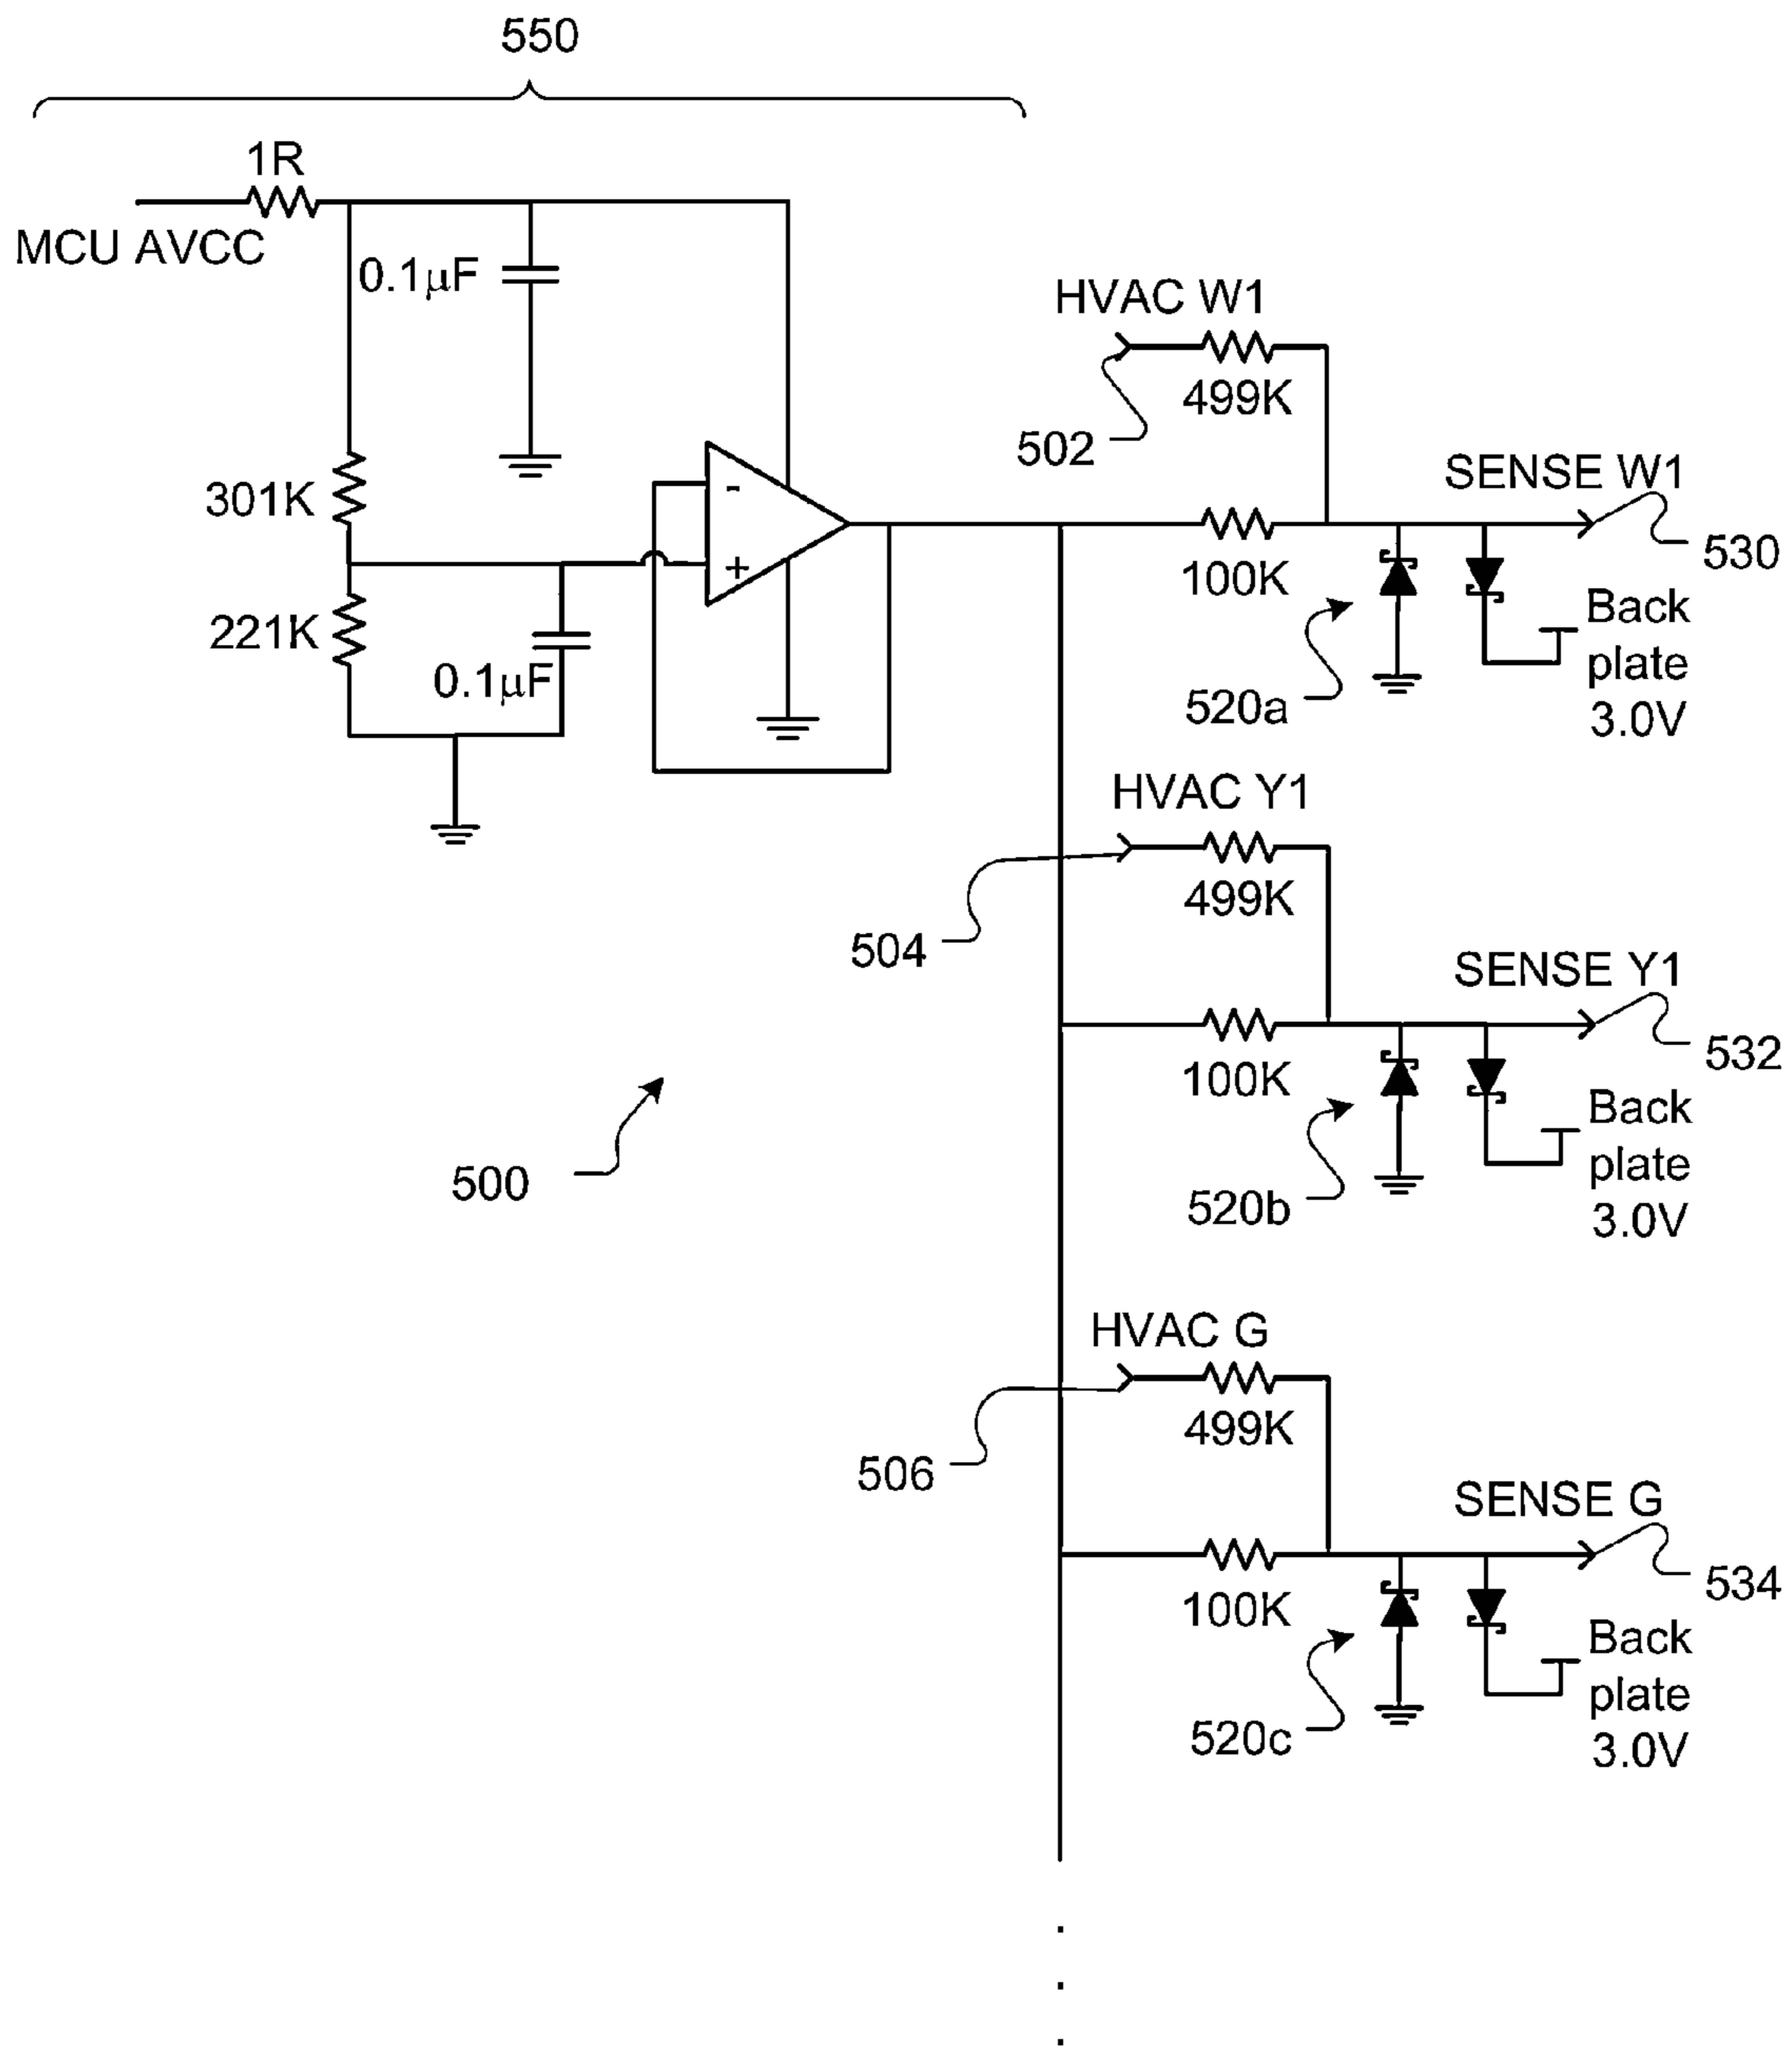 550
1R
MCU AVCC
0.1μF
301K
221K
0.1μF
-
+
HVAC W1
499K
502
SENSE W1
530
100K
520a
Back
plate
3.0V
HVAC Y1
499K
504
SENSE Y1
532
100K
520b
Back
plate
3.0V
500
HVAC G
499K
506
SENSE G
534
100K
520c
Back
plate
3.0V